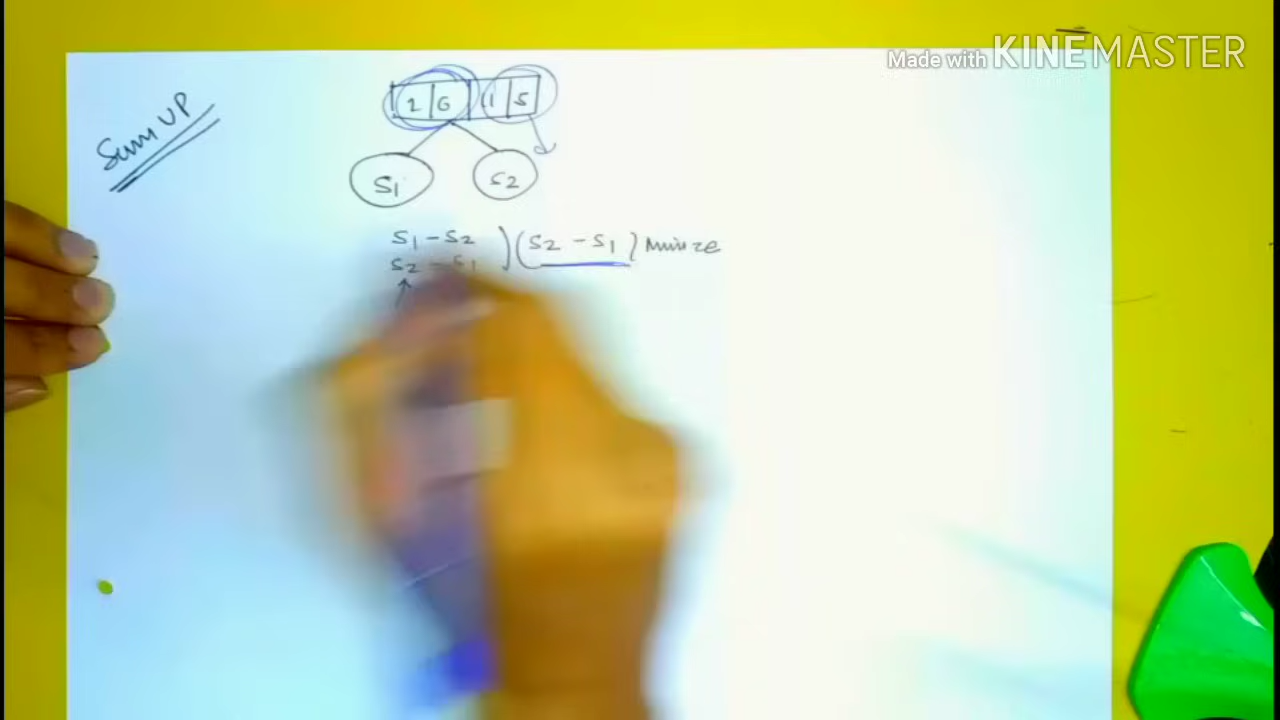 Made with KINEMASTER
Sum UP
2 6 1 5
S1 S2
S1 - S2
S2 - S1
(S2 - S1)